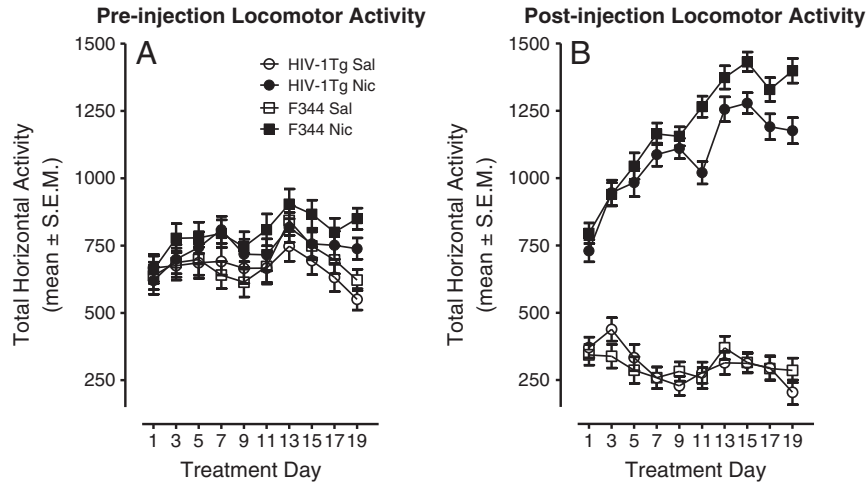 Pre-injection Locomotor Activity
A
HIV-1Tg Sal
HIV-1Tg Nic
F344 Sal
F344 Nic
Total Horizontal Activity
(mean ± S.E.M.)
1500
1250
1000
750
500
250
1 3 5 7 9 11 13 15 17 19
Treatment Day
Post-injection Locomotor Activity
B
Total Horizontal Activity
(mean ± S.E.M.)
1500
1250
1000
750
500
250
1 3 5 7 9 11 13 15 17 19
Treatment Day